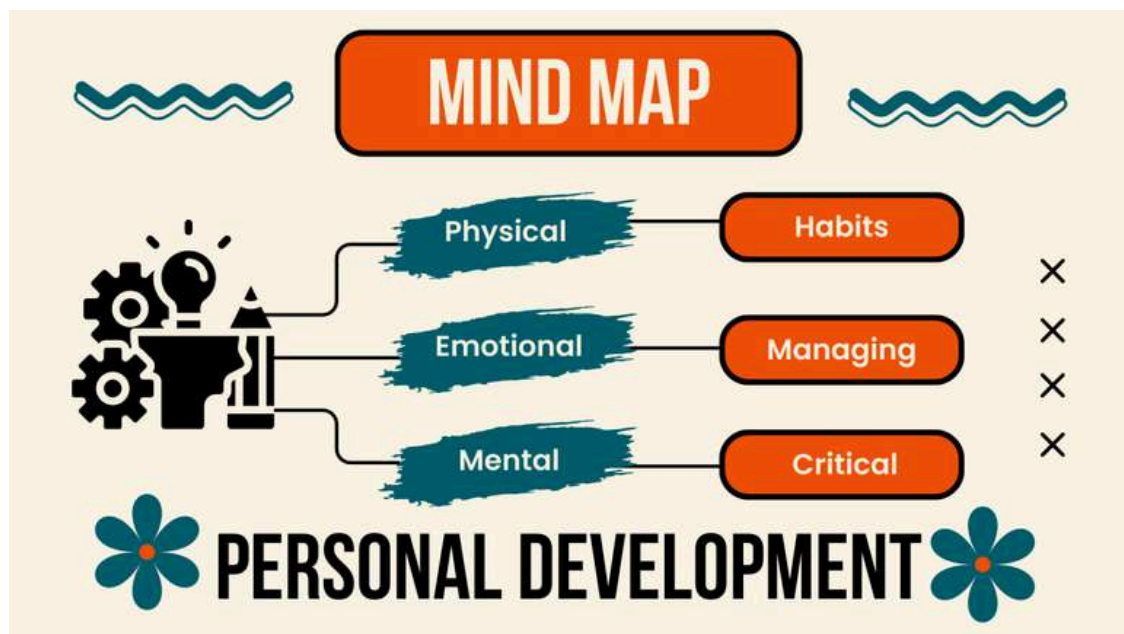 MIND MAP
Physical
Habits
Emotional
Managing
Mental
Critical
PERSONAL DEVELOPMENT